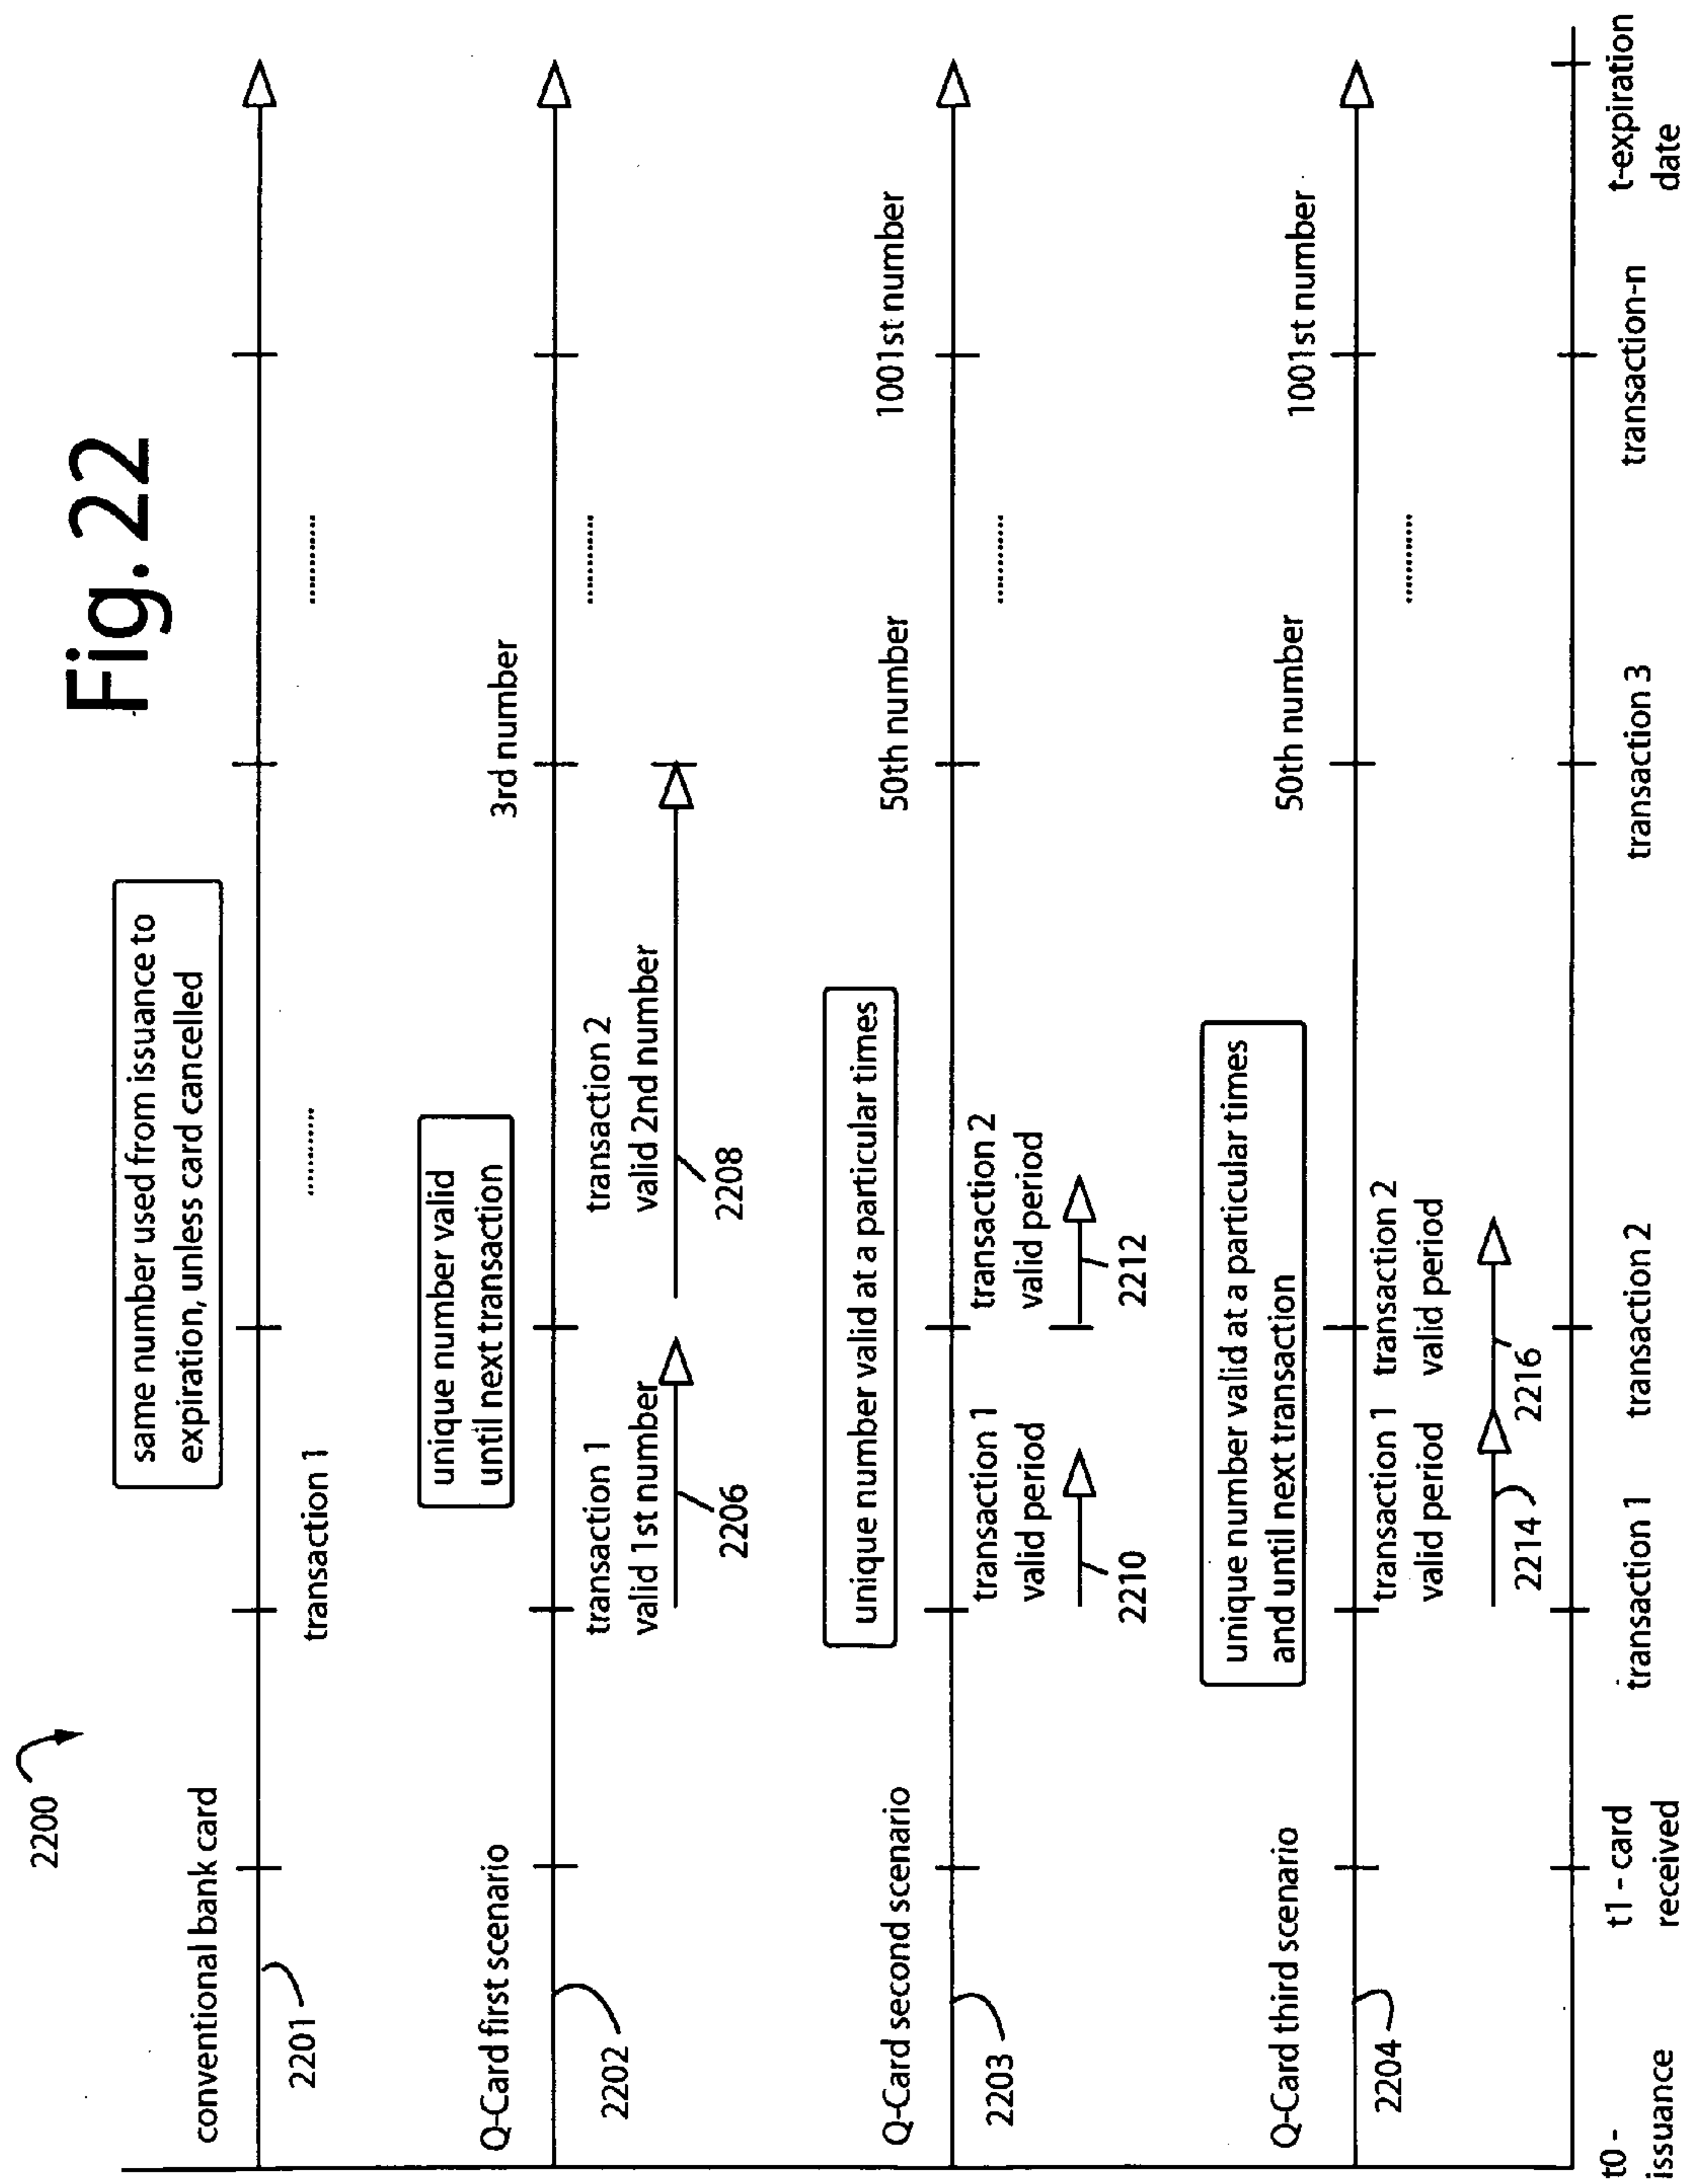 2200
Fig. 22
conventional bank card
same number used from issuance to
expiration, unless card cancelled
2201
transaction 1
............
............
Q-Card first scenario
unique number valid
until next transaction
3rd number
2202
transaction 1
valid 1st number
transaction 2
valid 2nd number
............
2206
2208
Q-Card second scenario
unique number valid at a particular times
50th number
1001st number
2203
transaction 1
valid period
transaction 2
valid period
............
2210
2212
Q-Card third scenario
unique number valid at a particular times
and until next transaction
50th number
1001st number
2204
transaction 1
valid period
transaction 2
valid period
............
2214
2216
t0 -
issuance
t1 - card
received
transaction 1
transaction 2
transaction 3
transaction-n
t-expiration
date